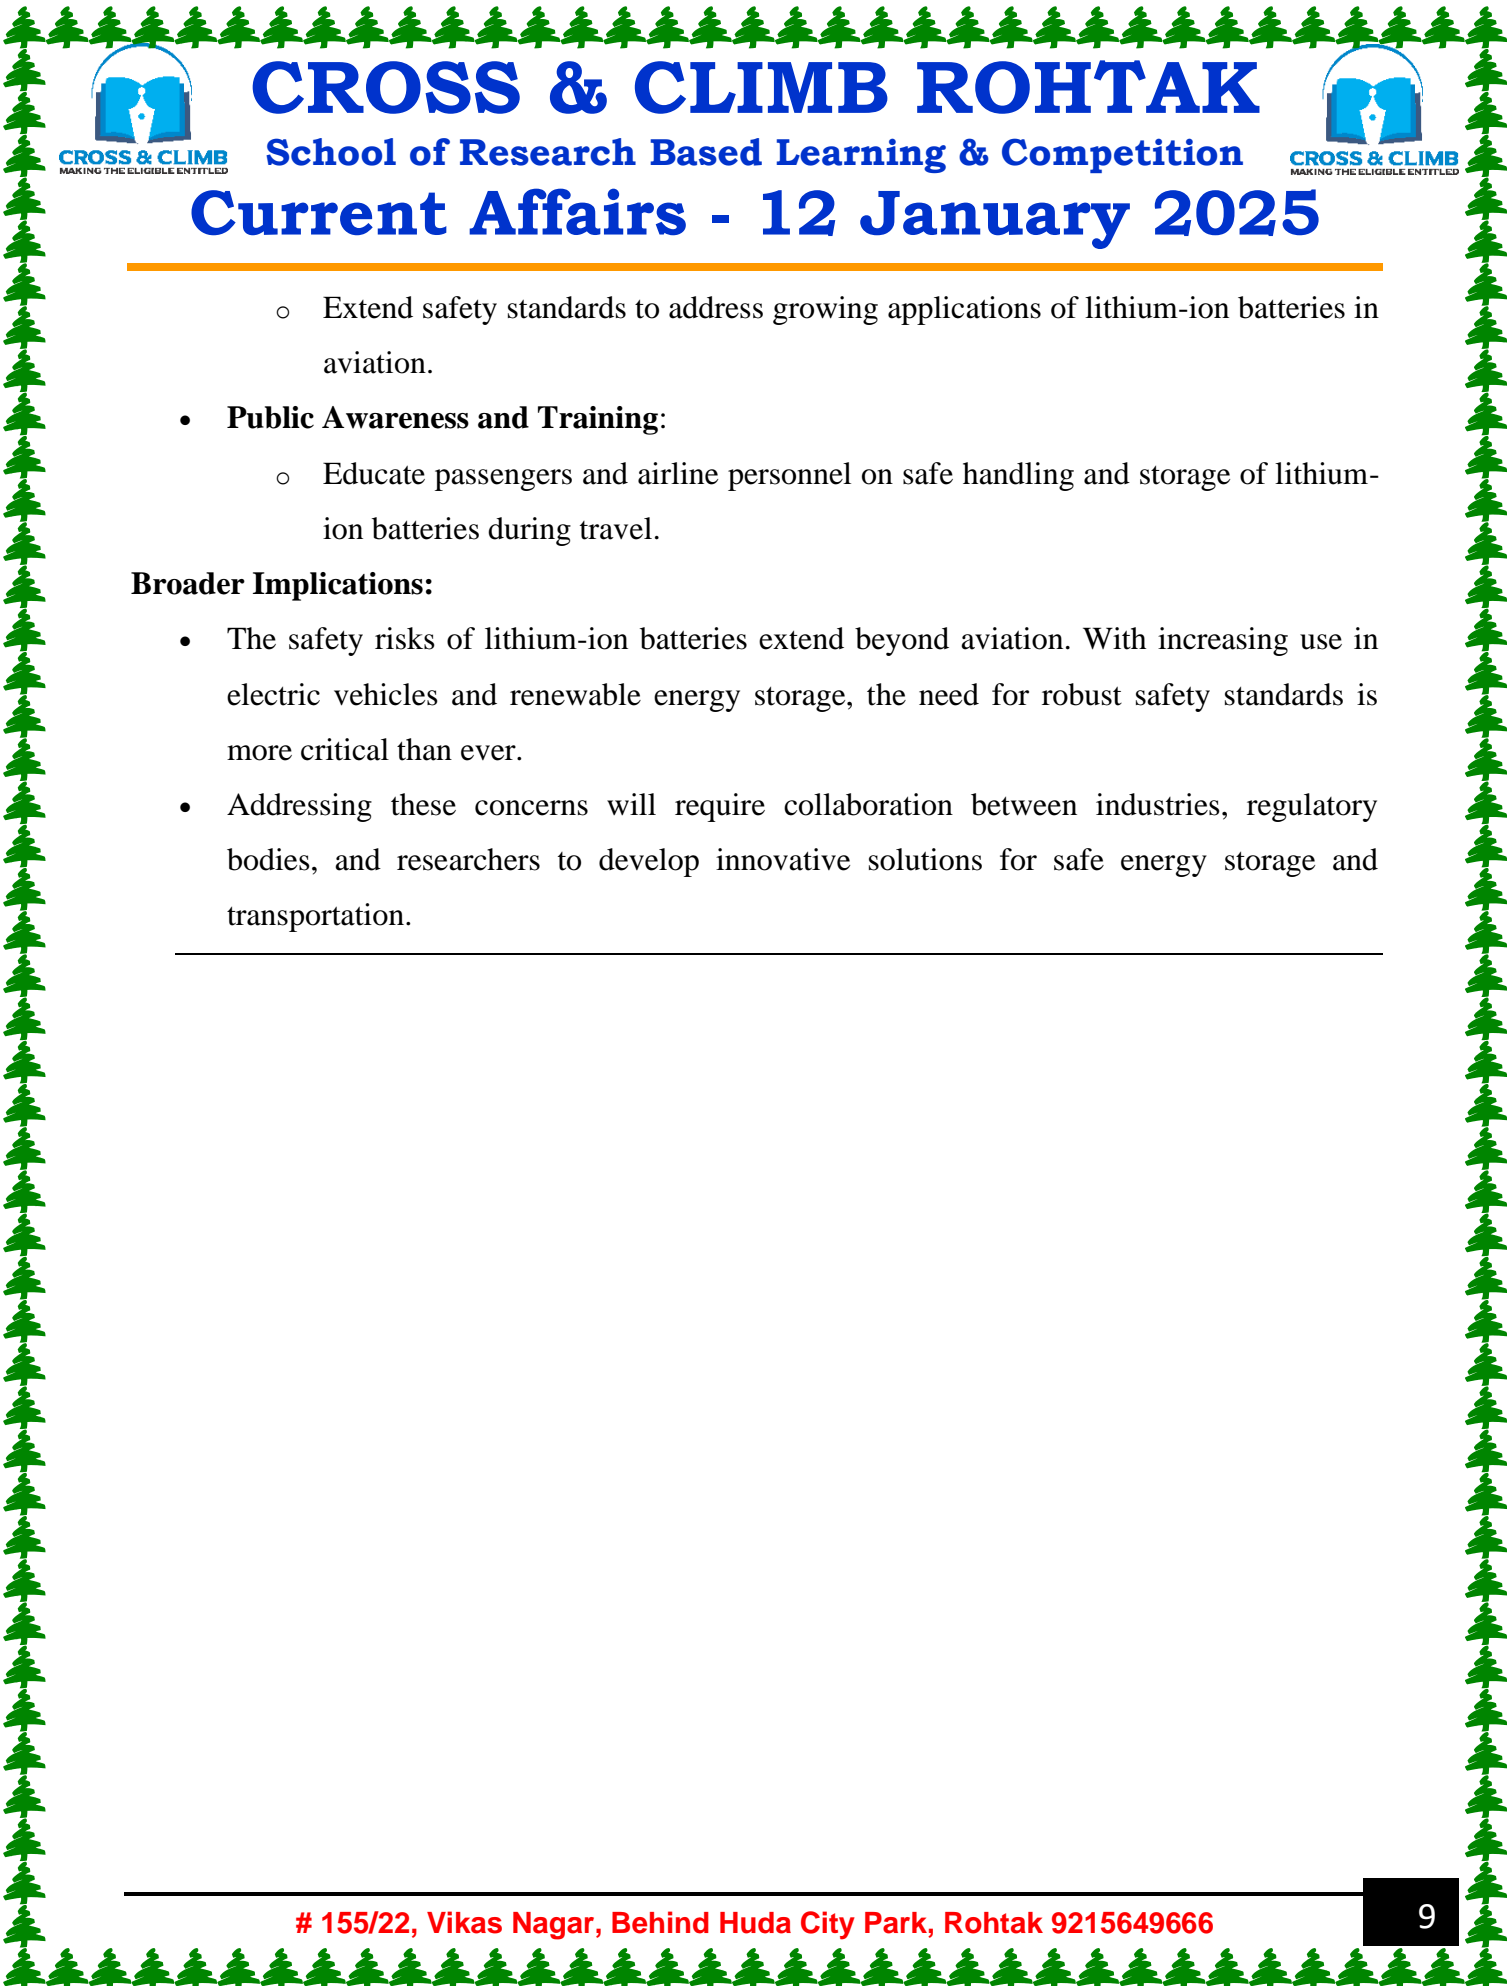 CROSS & CLIMB ROHTAK
School of Research Based Learning & Competition
CROSS & CLIMB
MAKING THE ELIGIBLE ENTITLED
CROSS & CLIMB
MAKING THE ELIGIBLE ENTITLED
Current Affairs - 12 January 2025
o Extend safety standards to address growing applications of lithium-ion batteries in
aviation.
• Public Awareness and Training:
o Educate passengers and airline personnel on safe handling and storage of lithium-
ion batteries during travel.
Broader Implications:
• The safety risks of lithium-ion batteries extend beyond aviation. With increasing use in
electric vehicles and renewable energy storage, the need for robust safety standards is
more critical than ever.
• Addressing these concerns will require collaboration between industries, regulatory
bodies, and researchers to develop innovative solutions for safe energy storage and
transportation.
# 155/22, Vikas Nagar, Behind Huda City Park, Rohtak 9215649666
9